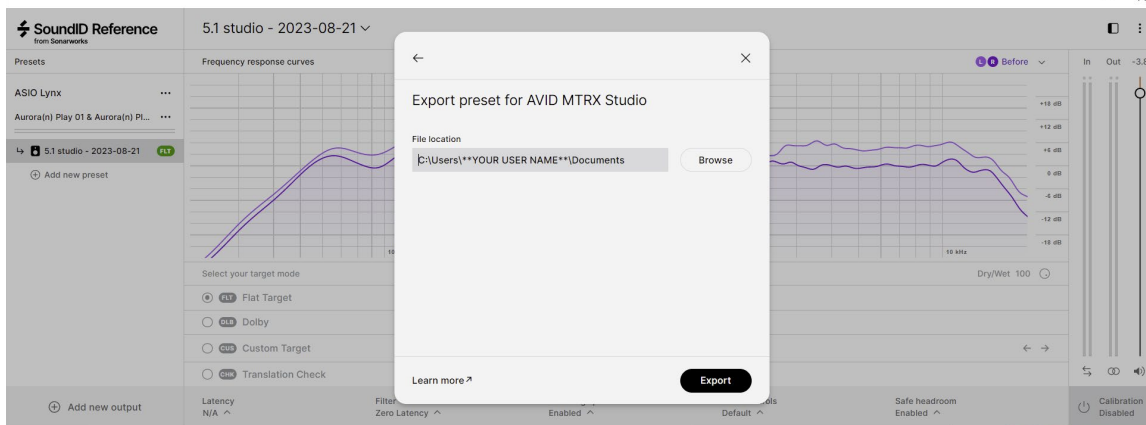 SoundID Reference
from Sonarworks
5.1 studio - 2023-08-21
Presets
Frequency response curves
L R Before
In Out -3.8
ASIO Lynx
Aurora(n) Play 01 & Aurora(n) Pl...
5.1 studio - 2023-08-21 FLT
Add new preset
Export preset for AVID MTRX Studio
File location
C:\Users\**YOUR USER NAME**\Documents
Browse
+18 dB
+12 dB
+6 dB
0 dB
-6 dB
-12 dB
-18 dB
10
10 kHz
Select your target mode
Dry/Wet 100
FLT Flat Target
DLB Dolby
CUS Custom Target
CHK Translation Check
Learn more
Export
Add new output
Latency
N/A
Filter
Zero Latency
Enabled
ols
Default
Safe headroom
Enabled
Calibration
Disabled